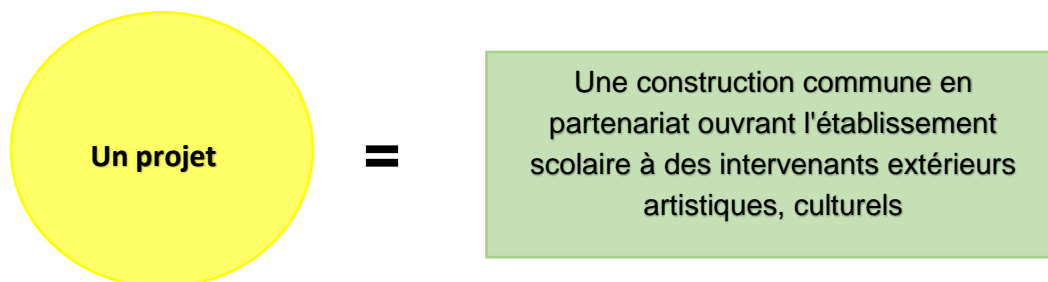 Un projet
=
Une construction commune en
partenariat ouvrant l'établissement
scolaire à des intervenants extérieurs
artistiques, culturels